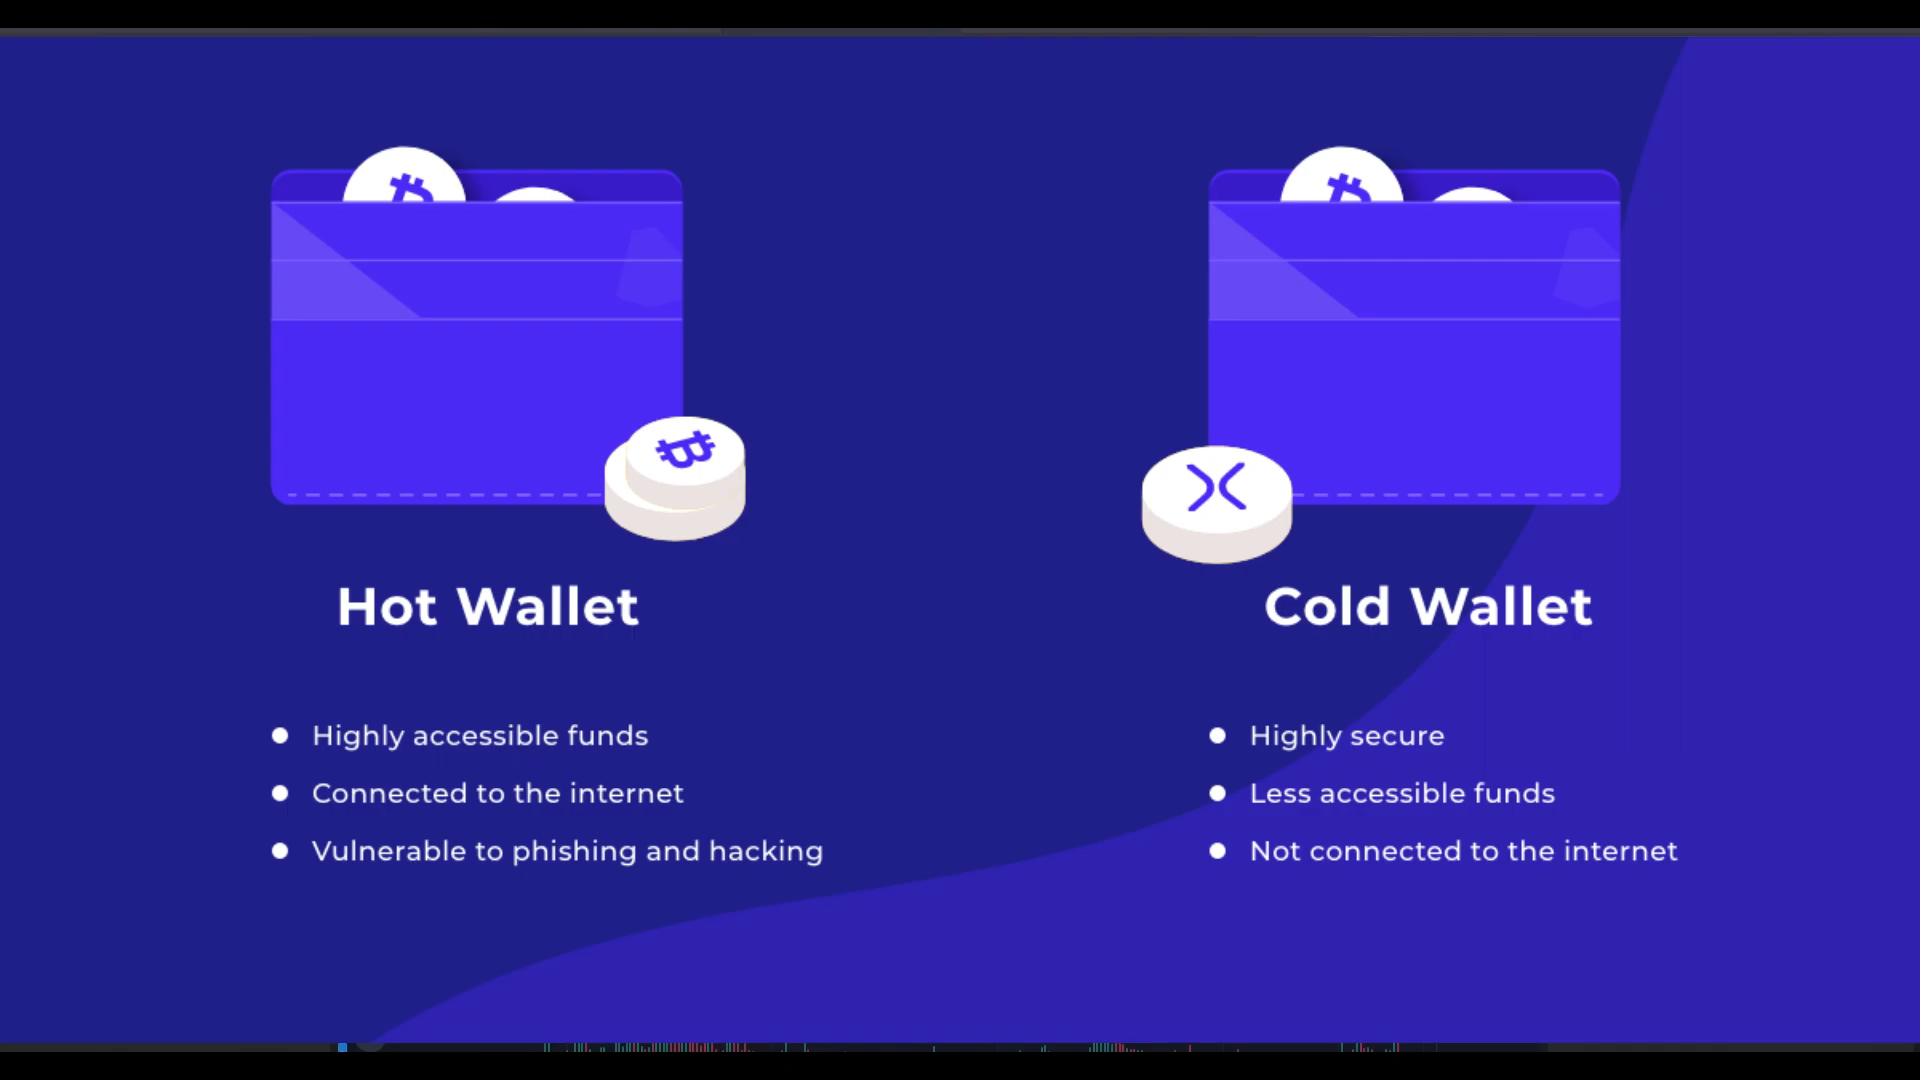 Hot Wallet
Highly accessible funds
Connected to the internet
Vulnerable to phishing and hacking
Cold Wallet
Highly secure
Less accessible funds
Not connected to the internet